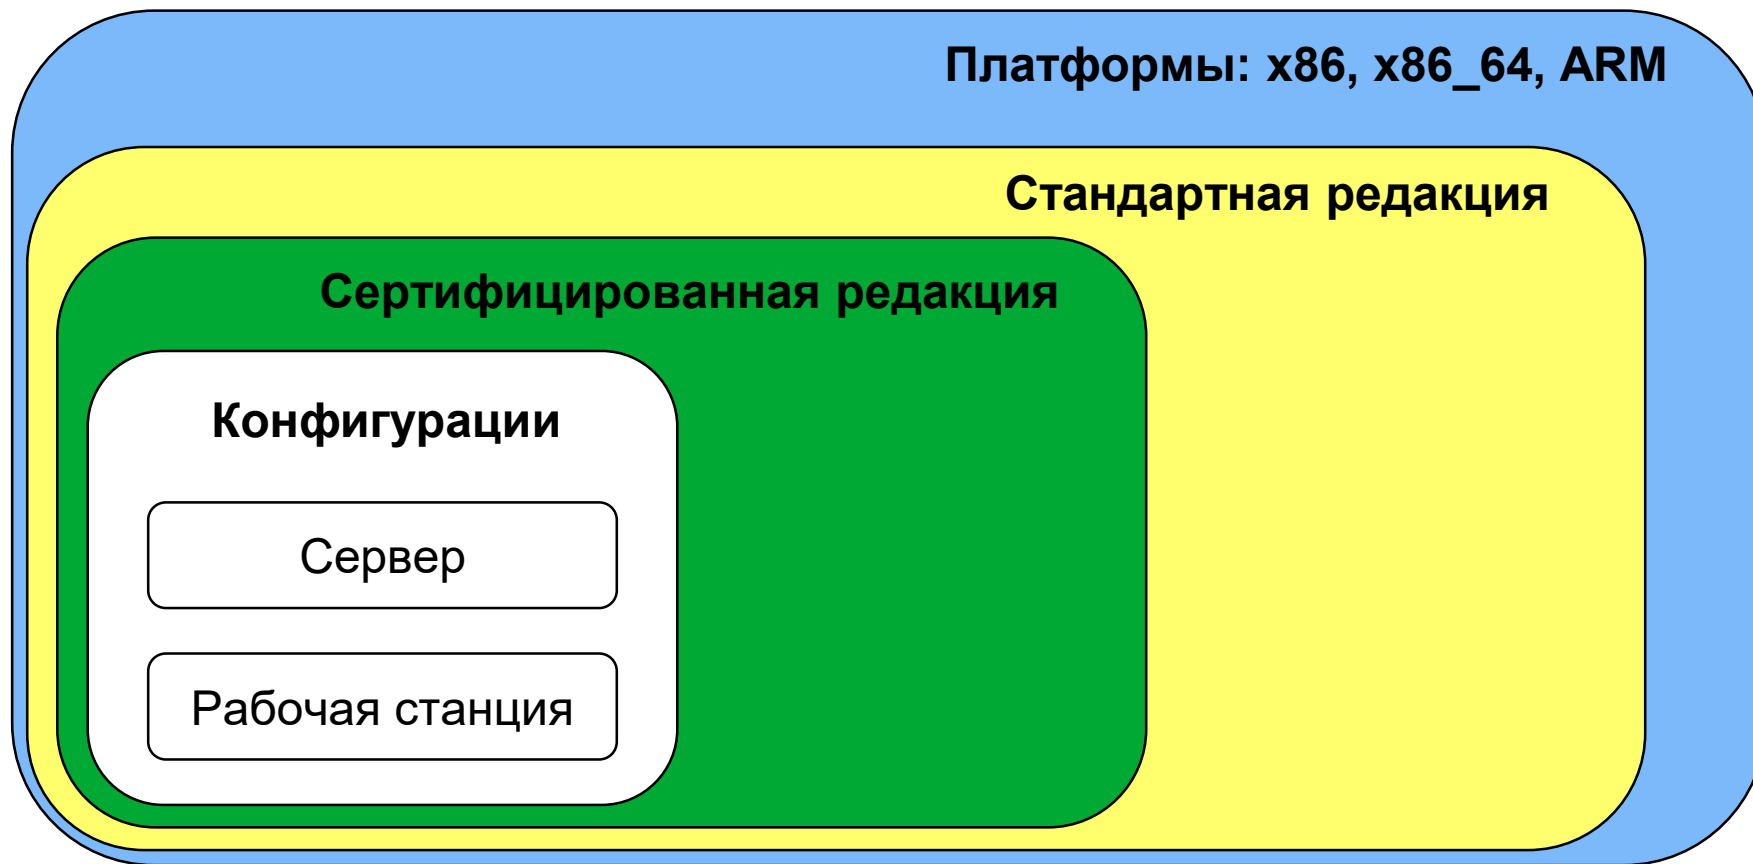 Платформы: x86, x86_64, ARM
Стандартная редакция
Сертифицированная редакция
Конфигурации
Сервер
Рабочая станция